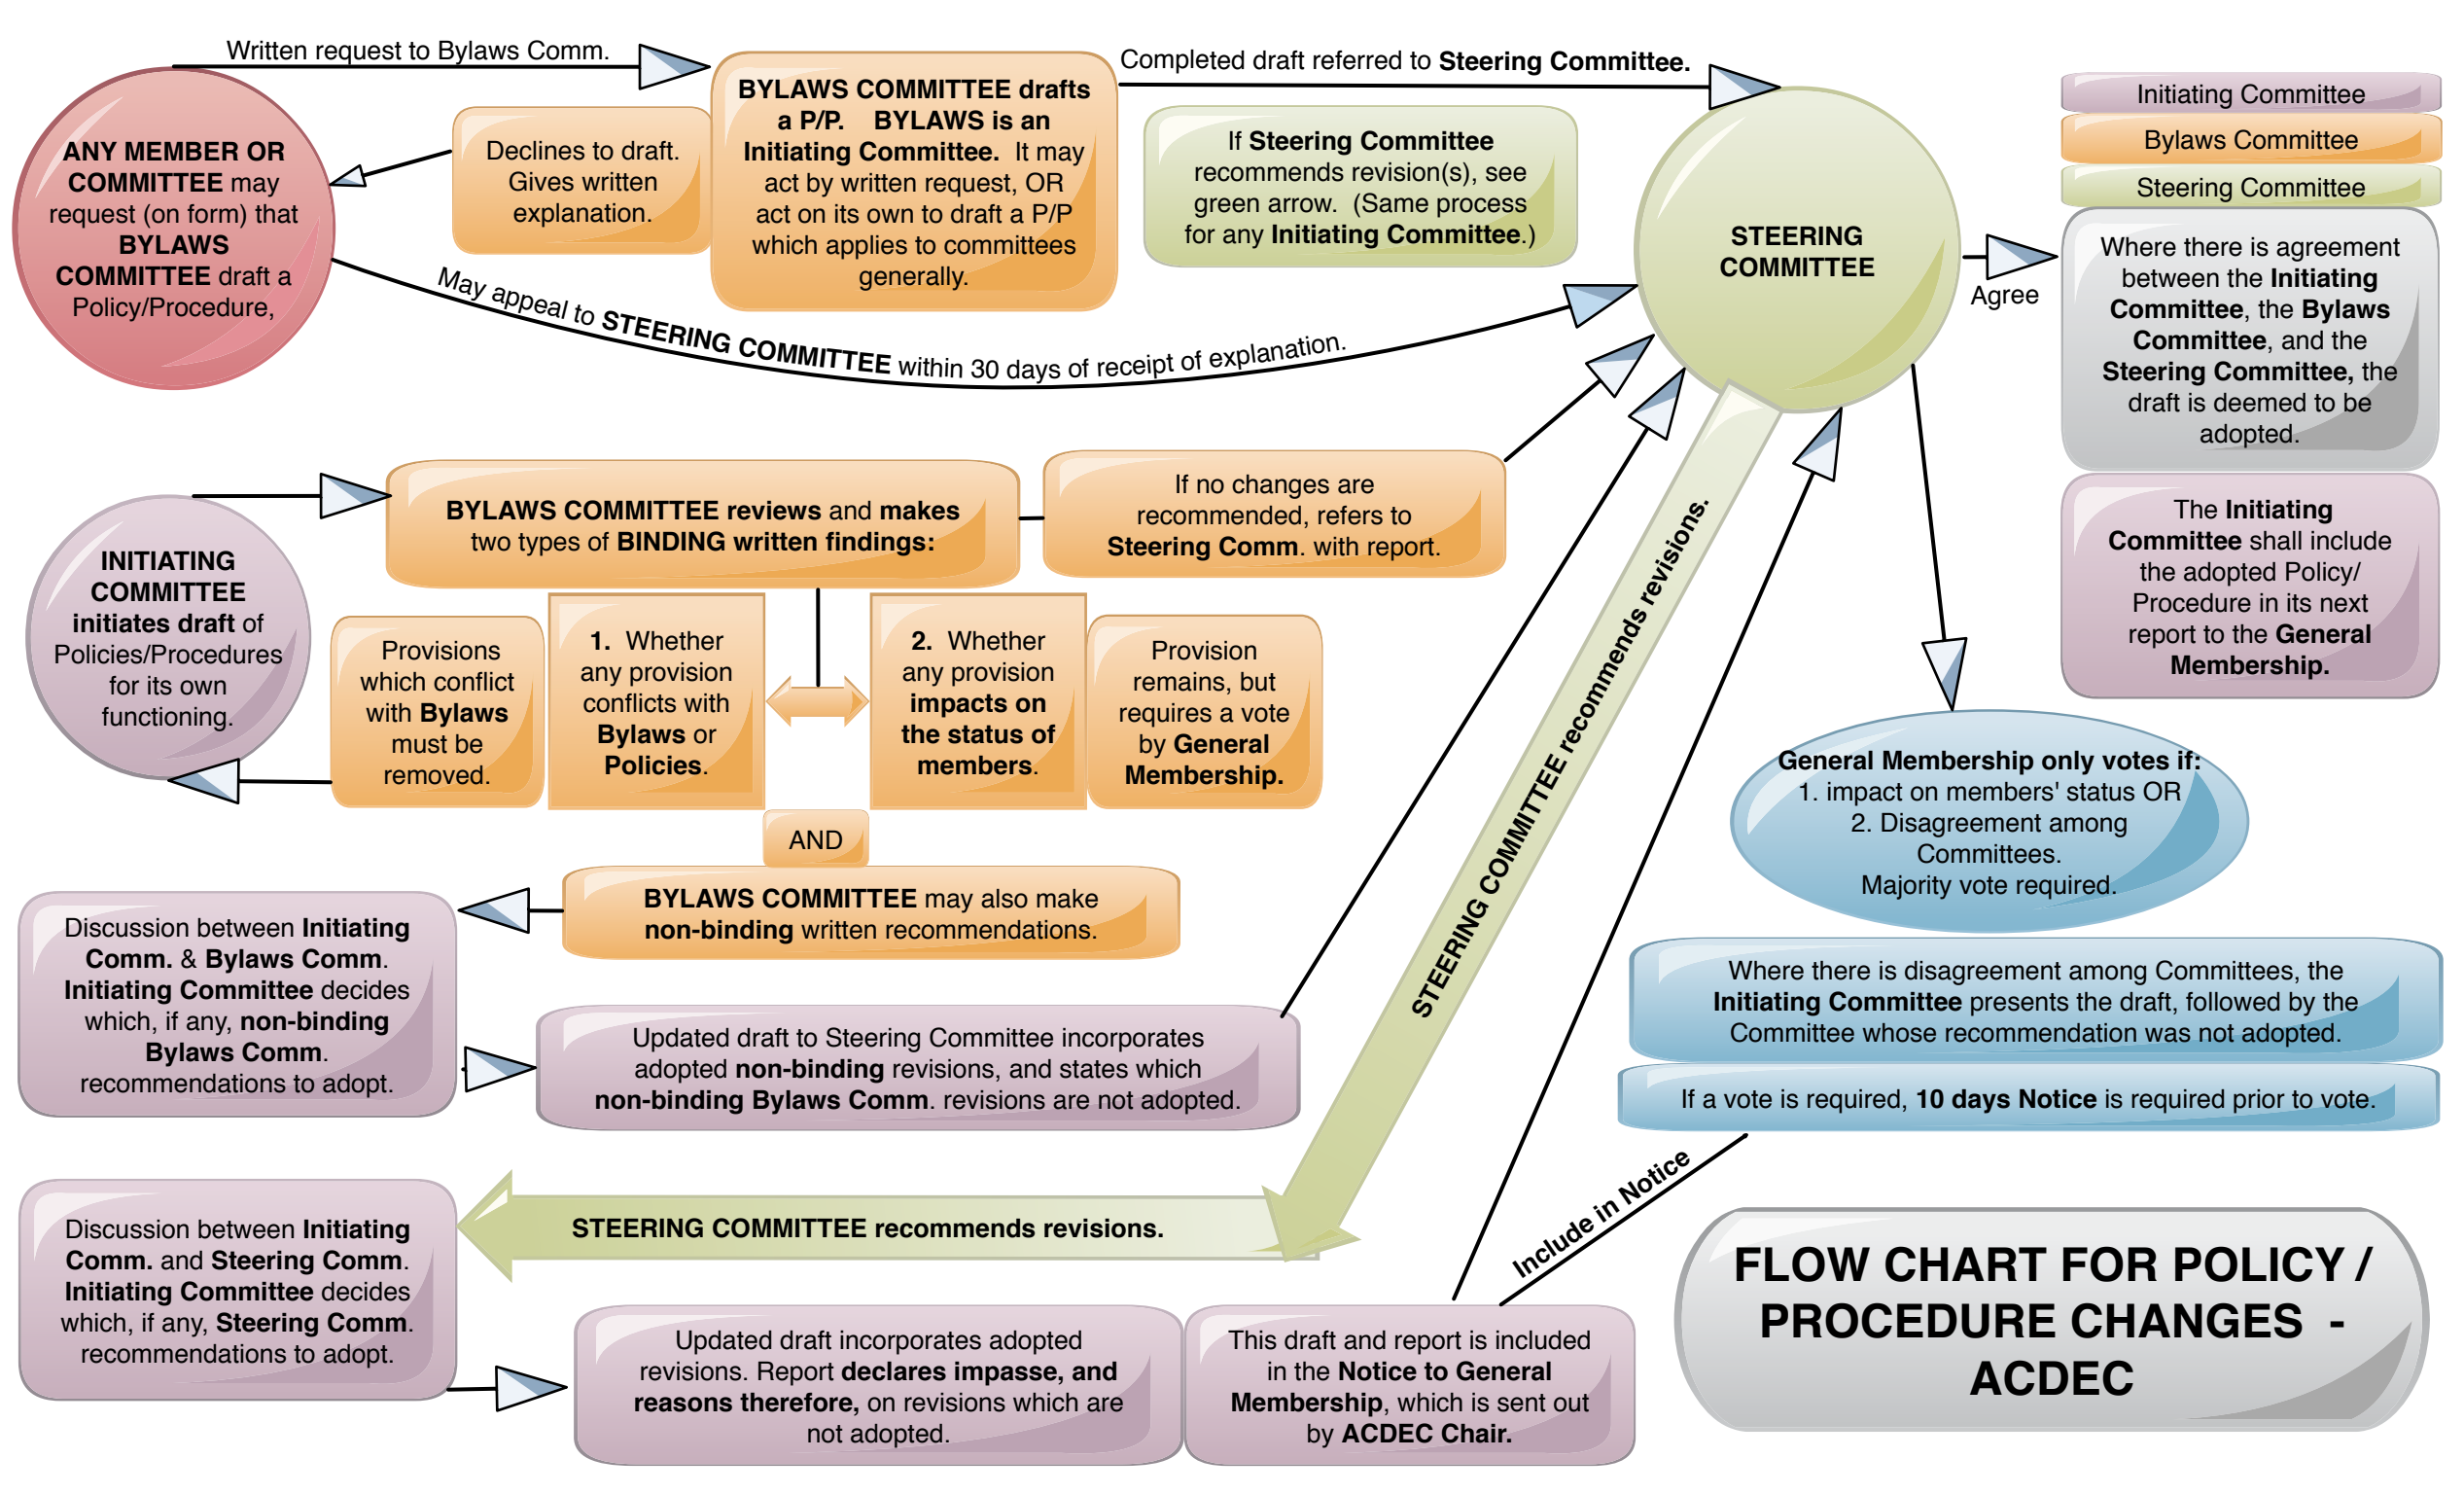 Written request to Bylaws Comm.
Completed draft referred to Steering Committee.
ANY MEMBER OR
COMMITTEE may
request (on form) that
BYLAWS
COMMITTEE draft a
Policy/Procedure,
Declines to draft.
Gives written
explanation.
BYLAWS COMMITTEE drafts
a P/P. BYLAWS is an
Initiating Committee. It may
act by written request, OR
act on its own to draft a P/P
which applies to committees
generally.
If Steering Committee
recommends revision(s), see
green arrow. (Same process
for any Initiating Committee.)
STEERING
COMMITTEE
Agree
Initiating Committee
Bylaws Committee
Steering Committee
Where there is agreement
between the Initiating
Committee, the Bylaws
Committee, and the
Steering Committee, the
draft is deemed to be
adopted.
May appeal to STEERING COMMITTEE within 30 days of receipt of explanation.
The Initiating
Committee shall include
the adopted Policy/
Procedure in its next
report to the General
Membership.
INITIATING
COMMITTEE
initiates draft of
Policies/Procedures
for its own
functioning.
BYLAWS COMMITTEE reviews and makes
two types of BINDING written findings:
If no changes are
recommended, refers to
Steering Comm. with report.
Provisions
which conflict
with Bylaws
must be
removed.
1. Whether
any provision
conflicts with
Bylaws or
Policies.
2. Whether
any provision
impacts on
the status of
members.
Provision
remains, but
requires a vote
by General
Membership.
AND
BYLAWS COMMITTEE may also make
non-binding written recommendations.
STEERING COMMITTEE recommends revisions.
General Membership only votes if:
1. impact on members' status OR
2. Disagreement among
Committees.
Majority vote required.
Discussion between Initiating
Comm. & Bylaws Comm.
Initiating Committee decides
which, if any, non-binding
Bylaws Comm.
recommendations to adopt.
Updated draft to Steering Committee incorporates
adopted non-binding revisions, and states which
non-binding Bylaws Comm. revisions are not adopted.
Where there is disagreement among Committees, the
Initiating Committee presents the draft, followed by the
Committee whose recommendation was not adopted.
If a vote is required, 10 days Notice is required prior to vote.
Include in Notice
STEERING COMMITTEE recommends revisions.
Discussion between Initiating
Comm. and Steering Comm.
Initiating Committee decides
which, if any, Steering Comm.
recommendations to adopt.
Updated draft incorporates adopted
revisions. Report declares impasse, and
reasons therefore, on revisions which are
not adopted.
This draft and report is included
in the Notice to General
Membership, which is sent out
by ACDEC Chair.
FLOW CHART FOR POLICY /
PROCEDURE CHANGES -
ACDEC